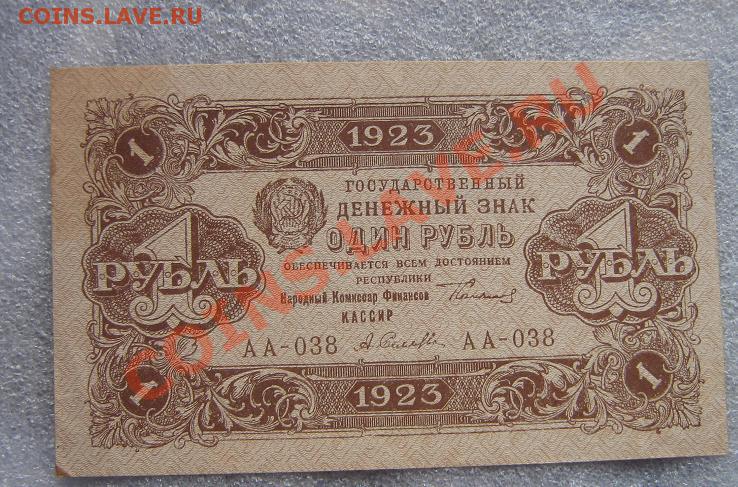 COINS.LAVE.RU
1 1923 1
ГОСУДАРСТВЕННЫЙ
ДЕНЕЖНЫЙ ЗНАК
ОДИН РУБЛЬ
ОБЕСПЕЧИВАЕТСЯ ВСЕМ ДОСТОЯНИЕМ
РЕСПУБЛИКИ
1 РУБЛЬ
1 РУБЛЬ
Народный Комиссар Финансов
КАССИР
АА-038 АА-038
1 1923 1
COINS.LAVE.RU